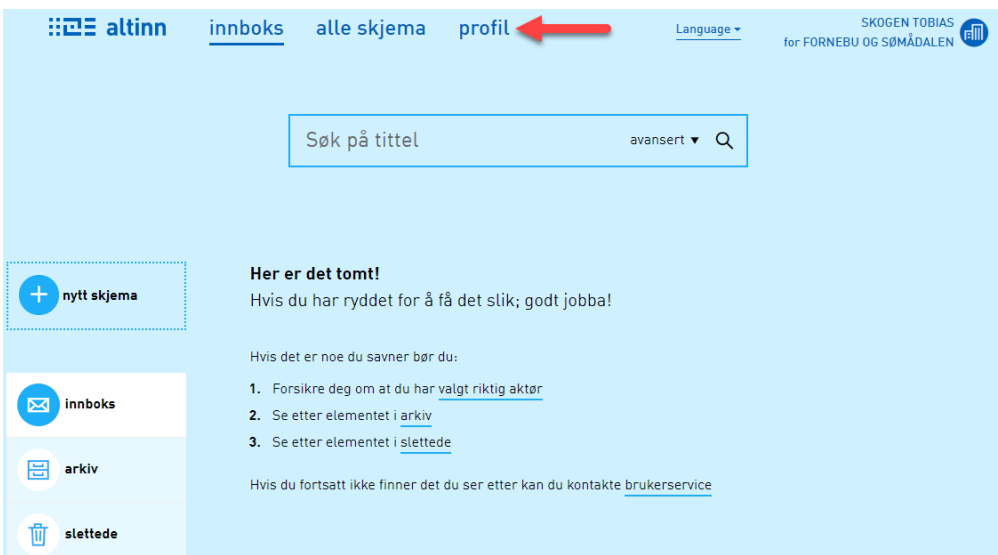 altinn innboks alle skjema profil Language SKOGEN TOBIAS
for FORNEBU OG SØMÅDALEN
Søk på tittel avansert
Her er det tomt!
nytt skjema
Hvis du har ryddet for å få det slik; godt jobba!
Hvis det er noe du savner bør du:
1. Forsikre deg om at du har valgt riktig aktør
innboks
2. Se etter elementet i arkiv
3. Se etter elementet i slettede
arkiv
Hvis du fortsatt ikke finner det du ser etter kan du kontakte brukerservice
slettede